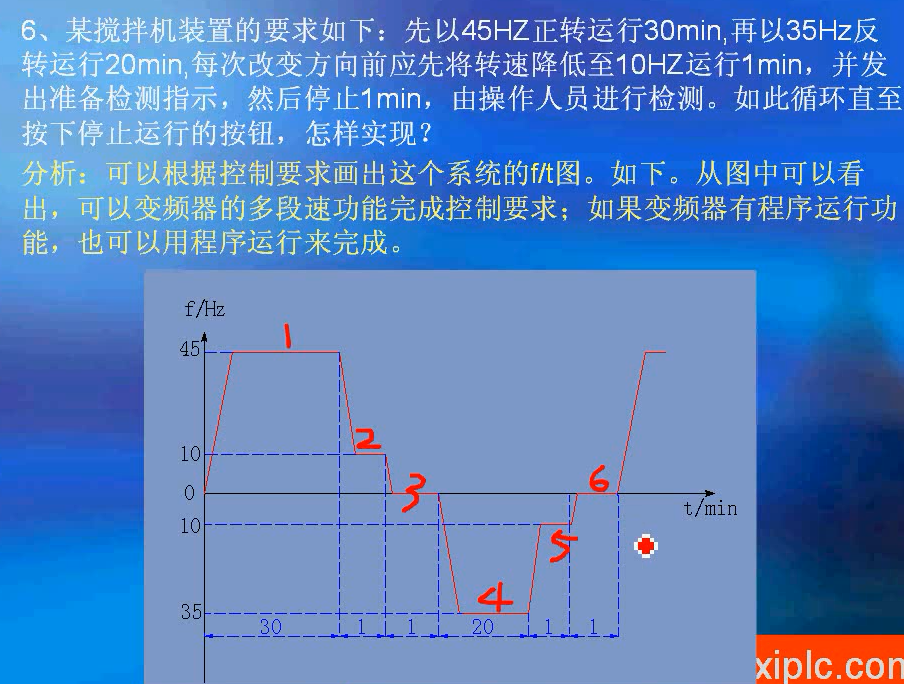 6、某搅拌机装置的要求如下：先以45HZ正转运行30min,再以35Hz反
转运行20min,每次改变方向前应先将转速降低至10HZ运行1min，并发
出准备检测指示，然后停止1min，由操作人员进行检测。如此循环直至
按下停止运行的按钮，怎样实现？
分析：可以根据控制要求画出这个系统的f/t图。如下。从图中可以看
出，可以变频器的多段速功能完成控制要求；如果变频器有程序运行功
能，也可以用程序运行来完成。
f/Hz
1
45
2
10
3
6
0
t/min
10
5
4
35
30 1 1 20 1 1
xiplc.com